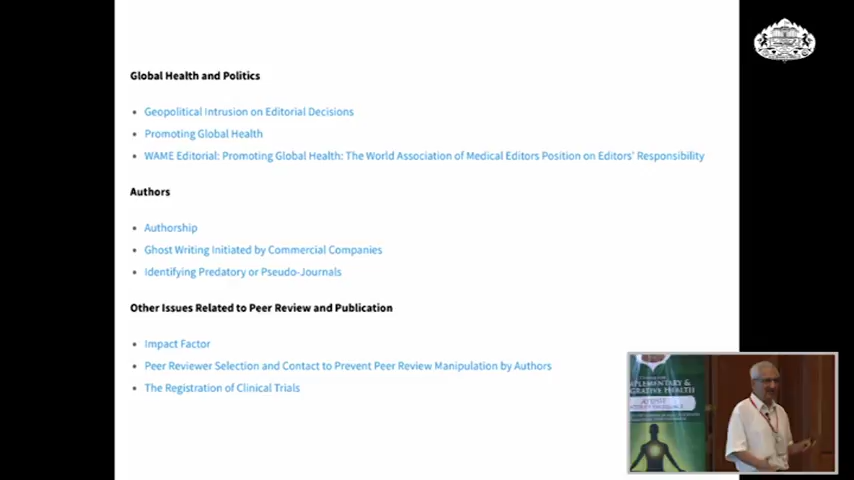 Global Health and Politics
Geopolitical Intrusion on Editorial Decisions
Promoting Global Health
WAME Editorial: Promoting Global Health: The World Association of Medical Editors Position on Editors' Responsibility
Authors
Authorship
Ghost Writing Initiated by Commercial Companies
Identifying Predatory or Pseudo-Journals
Other Issues Related to Peer Review and Publication
Impact Factor
Peer Reviewer Selection and Contact to Prevent Peer Review Manipulation by Authors
The Registration of Clinical Trials